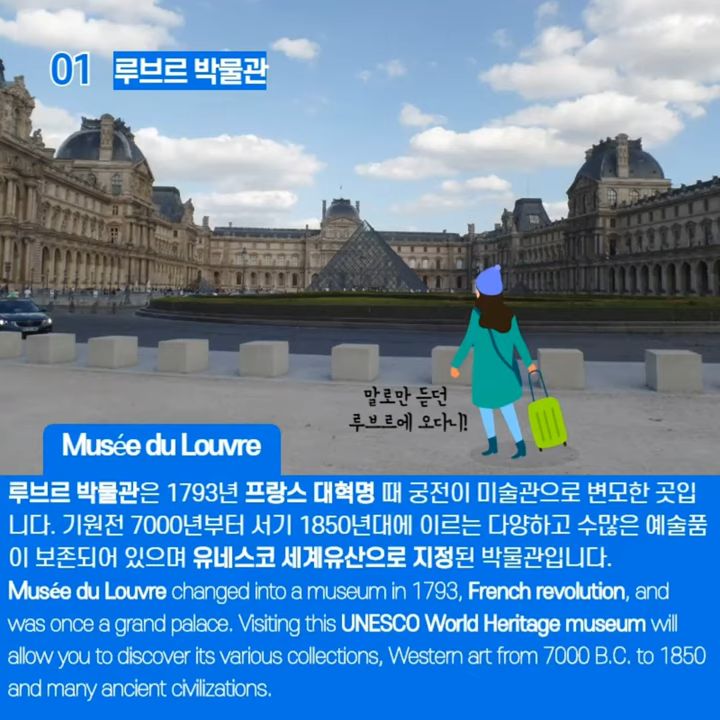 01 루브르 박물관
말로만 듣던
루브르에 오다니!
Musée du Louvre
루브르 박물관은 1793년 프랑스 대혁명 때 궁전이 미술관으로 변모한 곳입
니다. 기원전 7000년부터 서기 1850년대에 이르는 다양하고 수많은 예술품
이 보존되어 있으며 유네스코 세계유산으로 지정된 박물관입니다.
Musée du Louvre changed into a museum in 1793, French revolution, and
was once a grand palace. Visiting this UNESCO World Heritage museum will
allow you to discover its various collections, Western art from 7000 B.C. to 1850
and many ancient civilizations.